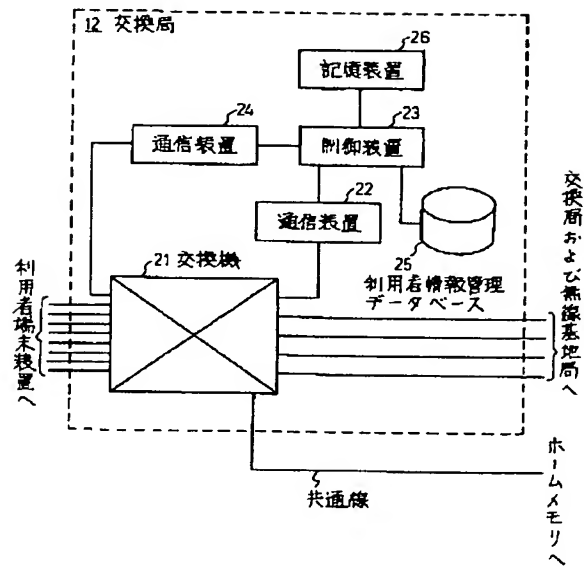 12 交換局
26
記憶装置
24
通信装置
23
制御装置
22
通信装置
25
利用者情報管理
データベース
21 交換機
利用者端末装置へ
交換局および無線基地局へ
共通線
ホームメモリへ